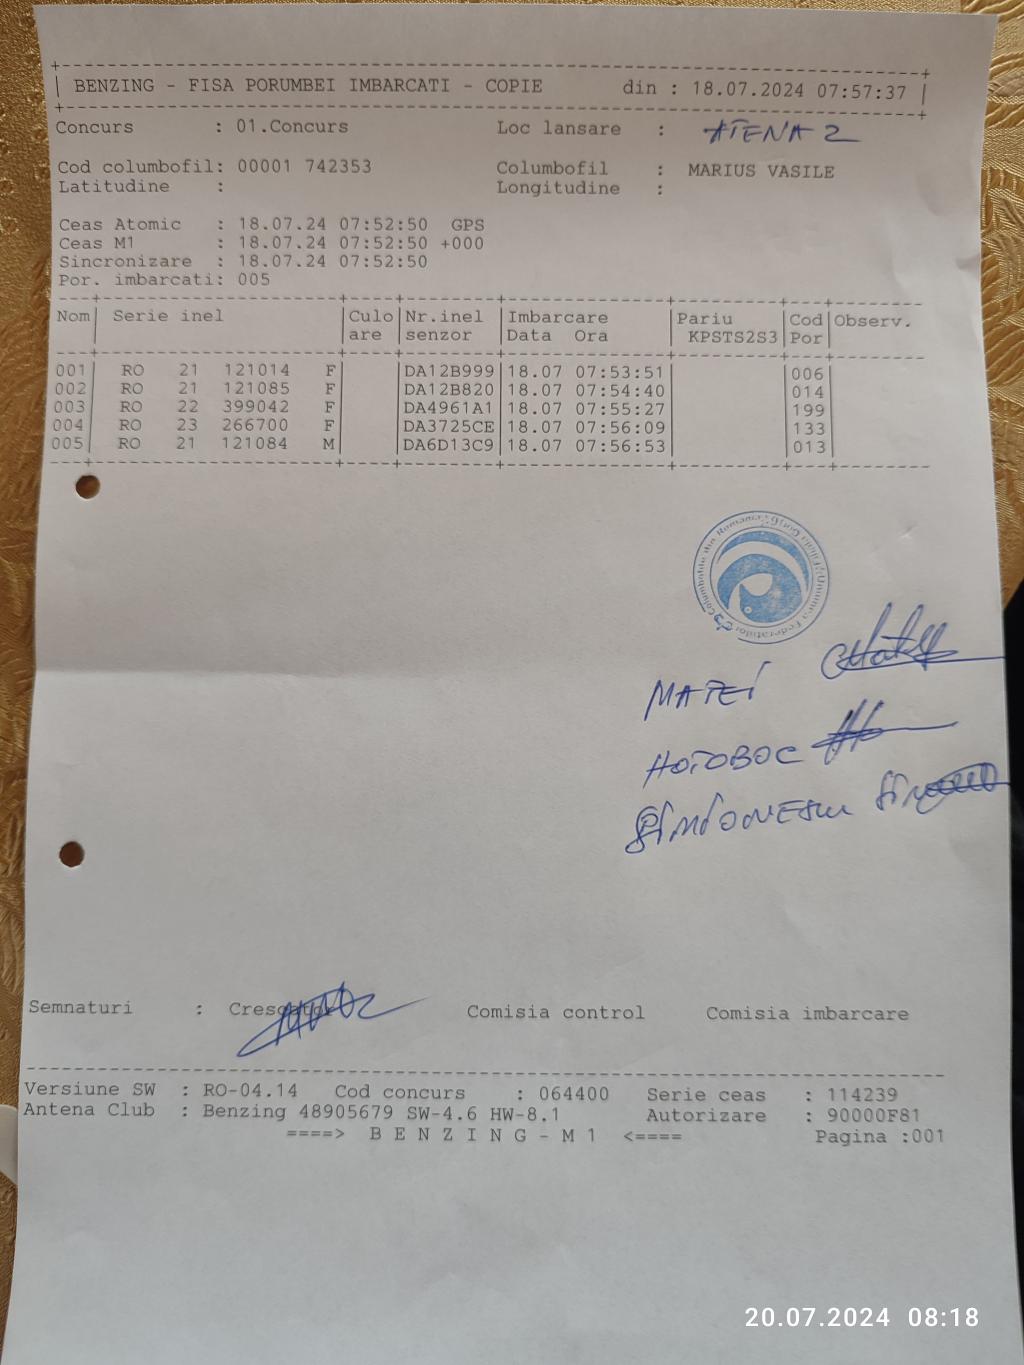 BENZING - FISA PORUMBEI IMBARCATI - COPIE din : 18.07.2024 07:57:37
Concurs : 01.Concurs Loc lansare : ATENA 2
Cod columbofil: 00001 742353 Columbofil : MARIUS VASILE
Latitudine : Longitudine :
Ceas Atomic : 18.07.24 07:52:50 GPS
Ceas M1 : 18.07.24 07:52:50 +000
Sincronizare : 18.07.24 07:52:50
Por. imbarcati: 005
Nom| Serie inel |Culo|Nr.inel |Imbarcare |Pariu |Cod|Observ.
|are |senzor |Data Ora | KPSTS2S3|Por|
001| RO 21 121014 F| |DA12B999|18.07 07:53:51| |006|
002| RO 21 121085 F| |DA12B820|18.07 07:54:40| |014|
003| RO 22 399042 F| |DA4961A1|18.07 07:55:27| |199|
004| RO 23 266700 F| |DA3725CE|18.07 07:56:09| |133|
005| RO 21 121084 M| |DA6D13C9|18.07 07:56:53| |013|
MATEI
NOTOBOC
SIMIONESCU
Semnaturi : Crescator Comisia control Comisia imbarcare
Versiune SW : RO-04.14 Cod concurs : 064400 Serie ceas : 114239
Antena Club : Benzing 48905679 SW-4.6 HW-8.1 Autorizare : 90000F81
====> B E N Z I N G - M 1 <==== Pagina :001
20.07.2024 08:18